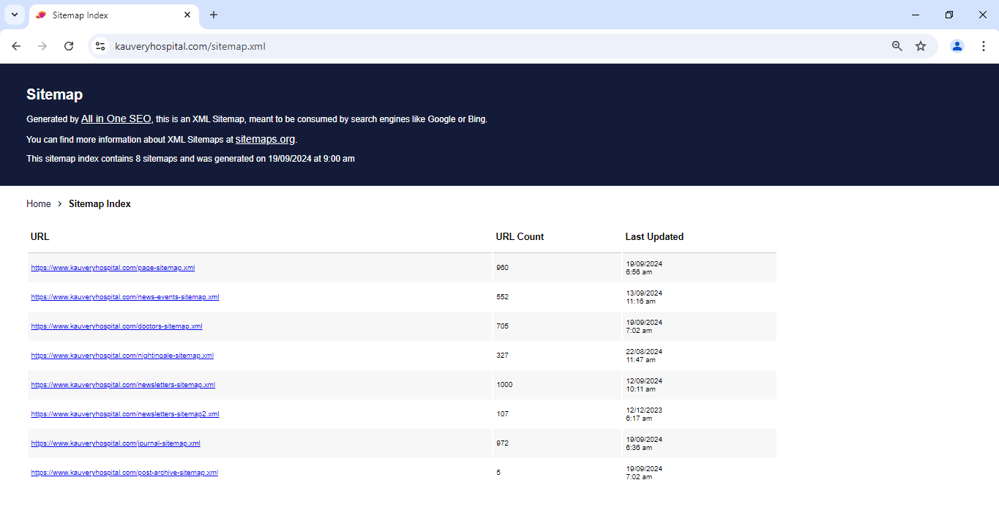 Sitemap Index
kauveryhospital.com/sitemap.xml
Sitemap
Generated by All in One SEO, this is an XML Sitemap, meant to be consumed by search engines like Google or Bing.
You can find more information about XML Sitemaps at sitemaps.org.
This sitemap index contains 8 sitemaps and was generated on 19/09/2024 at 9:00 am
Home > Sitemap Index
URL URL Count Last Updated
https://www.kauveryhospital.com/page-sitemap.xml 960 19/09/2024
6:56 am
https://www.kauveryhospital.com/news-events-sitemap.xml 552 13/09/2024
11:16 am
https://www.kauveryhospital.com/doctors-sitemap.xml 705 19/09/2024
7:02 am
https://www.kauveryhospital.com/nightingale-sitemap.xml 327 22/08/2024
11:47 am
https://www.kauveryhospital.com/newsletters-sitemap.xml 1000 12/09/2024
10:11 am
https://www.kauveryhospital.com/newsletters-sitemap2.xml 107 12/12/2023
6:17 am
https://www.kauveryhospital.com/journal-sitemap.xml 972 19/09/2024
6:36 am
https://www.kauveryhospital.com/post-archive-sitemap.xml 5 19/09/2024
7:02 am